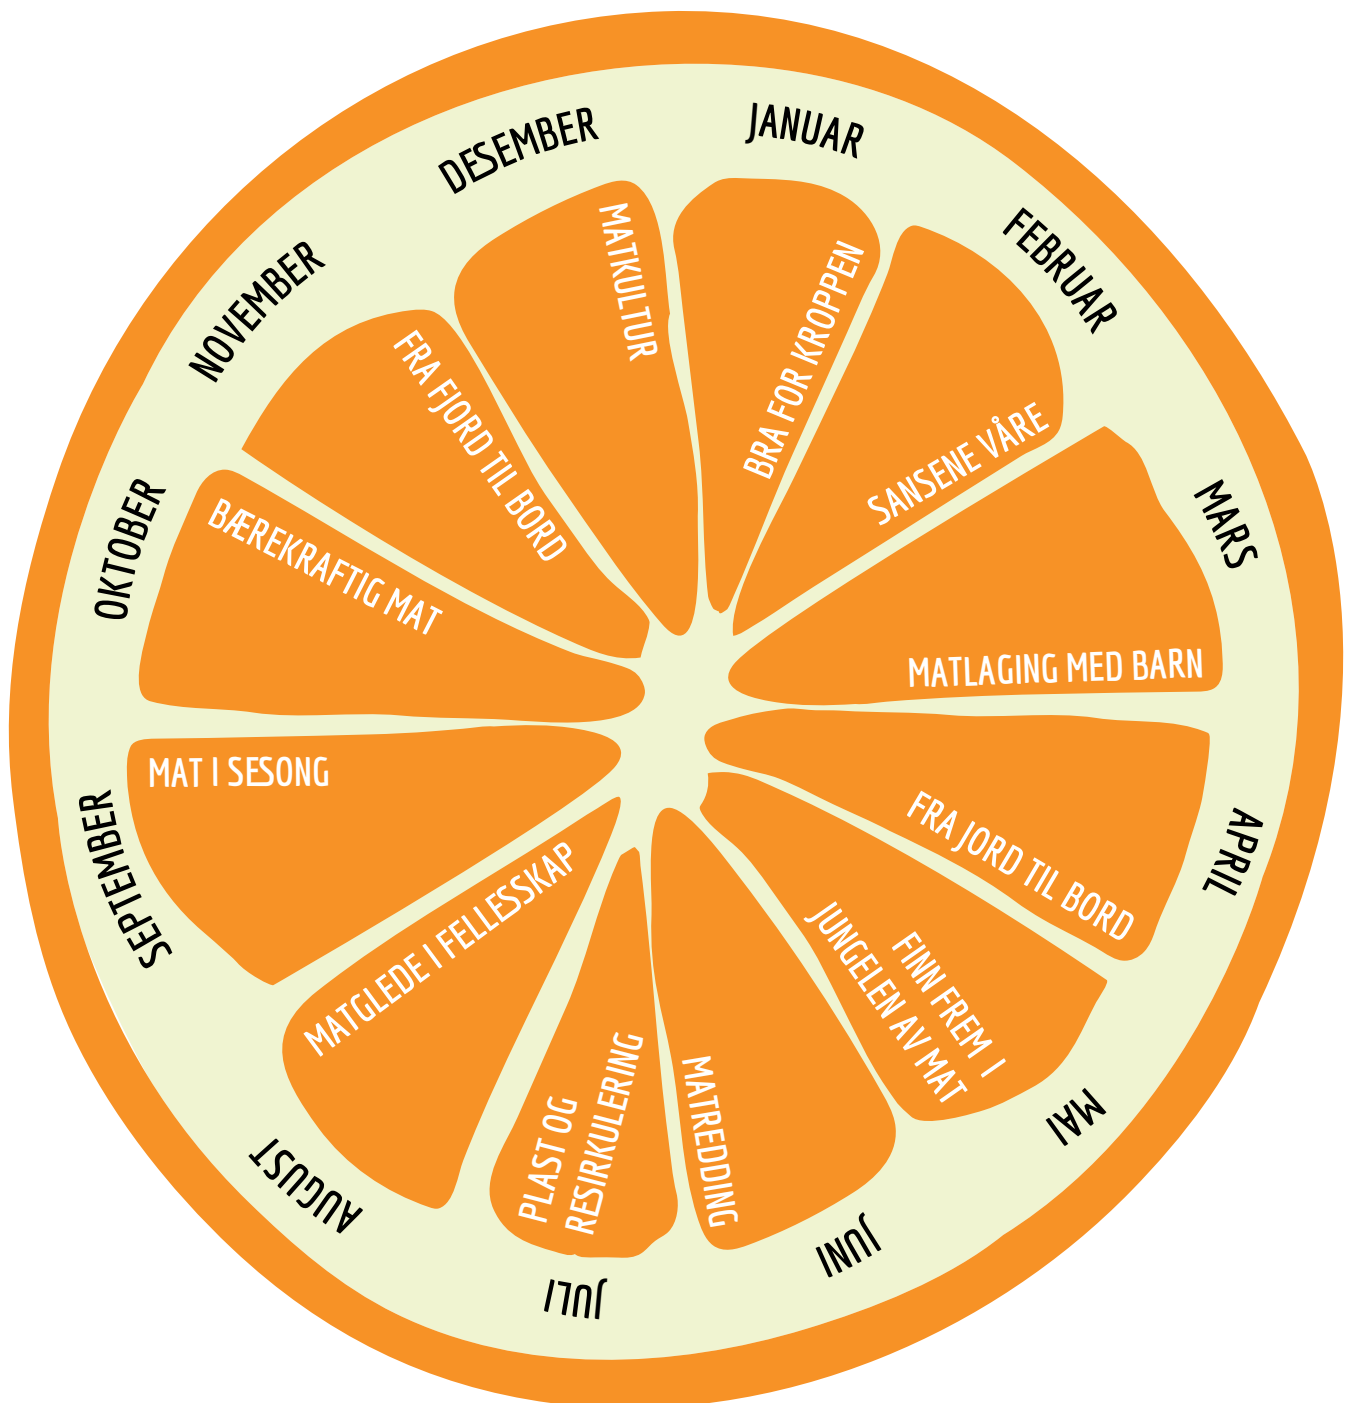 JANUAR
BRA FOR KROPPEN
FEBRUAR
SANSENE VÅRE
MARS
MATLAGING MED BARN
APRIL
FRA JORD TIL BORD
MAI
FINN FREM I
JUNGELEN AV MAT
JUNI
MATREDDING
JULI
PLAST OG
RESIRKULERING
AUGUST
MATGLEDE I FELLESSKAP
SEPTEMBER
MAT I SESONG
OKTOBER
BÆREKRAFTIG MAT
NOVEMBER
FRA FJORD TIL BORD
DESEMBER
MATKULTUR